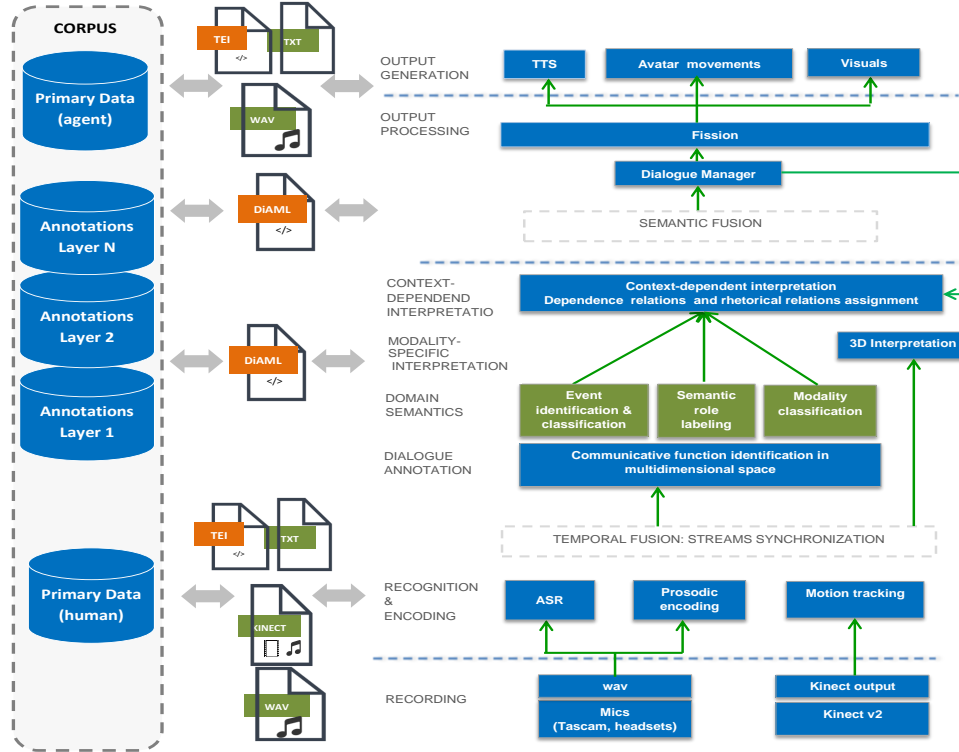 CORPUS
Primary Data
(agent)
Annotations
Layer N
Annotations
Layer 2
Annotations
Layer 1
Primary Data
(human)
TEI
</>
TXT
WAV
DiAML
</>
DiAML
</>
TEI
</>
TXT
KINECT
WAV
OUTPUT
GENERATION
TTS
Avatar movements
Visuals
OUTPUT
PROCESSING
Fission
Dialogue Manager
SEMANTIC FUSION
CONTEXT-
DEPENDEND
INTERPRETATIO
Context-dependent interpretation
Dependence relations and rhetorical relations assignment
MODALITY-
SPECIFIC
INTERPRETATION
3D Interpretation
DOMAIN
SEMANTICS
Event
identification &
classification
Semantic
role
labeling
Modality
classification
DIALOGUE
ANNOTATION
Communicative function identification in
multidimensional space
TEMPORAL FUSION: STREAMS SYNCHRONIZATION
RECOGNITION
&
ENCODING
ASR
Prosodic
encoding
Motion tracking
RECORDING
wav
Mics
(Tascam, headsets)
Kinect output
Kinect v2